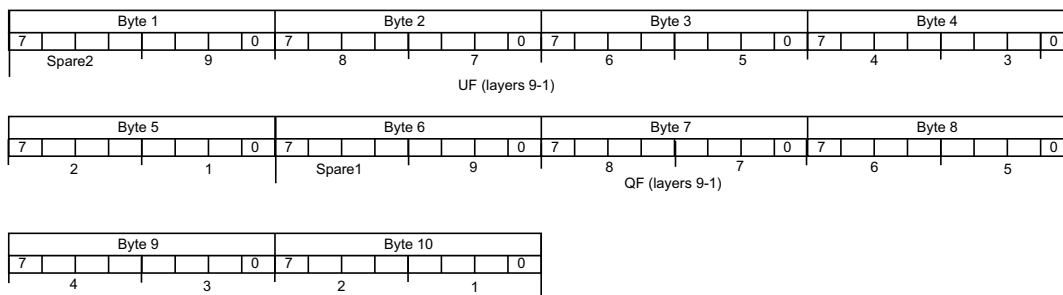 Byte 1 Byte 2 Byte 3 Byte 4
7 0 7 0 7 0 7 0
Spare2 9 8 7 6 5 4 3
UF (layers 9-1)
Byte 5 Byte 6 Byte 7 Byte 8
7 0 7 0 7 0 7 0
2 1 Spare1 9 8 7 6 5
QF (layers 9-1)
Byte 9 Byte 10
7 0 7 0
4 3 2 1